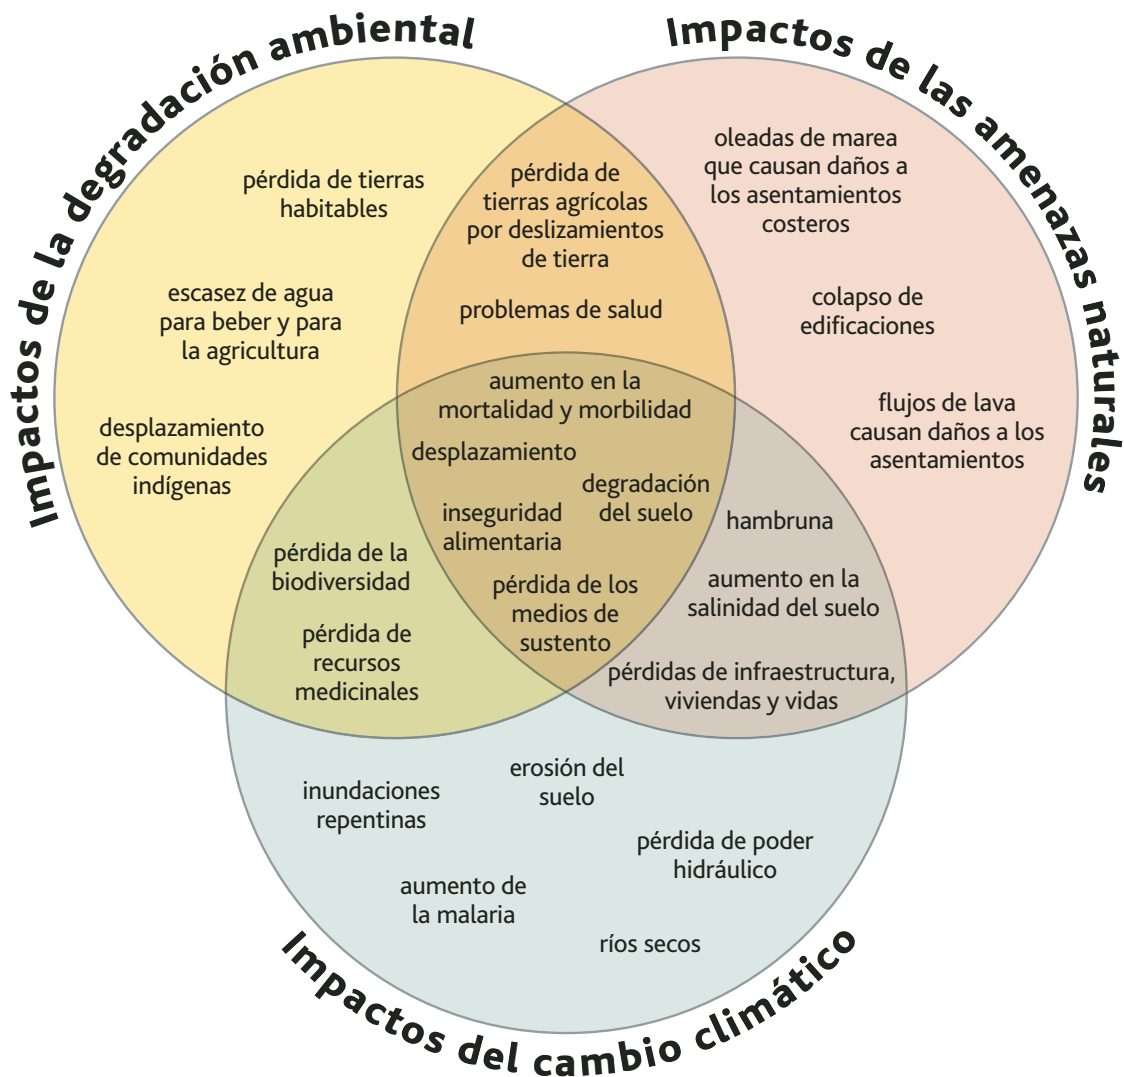 Impactos de la degradación ambiental
Impactos de las amenazas naturales
pérdida de tierras
habitables
escasez de agua
para beber y para
la agricultura
desplazamiento
de comunidades
indígenas
pérdida de
tierras agrícolas
por deslizamientos
de tierra
problemas de salud
oleadas de marea
que causan daños a
los asentamientos
costeros
colapso de
edificaciones
flujos de lava
causan daños a los
asentamientos
aumento en la
mortalidad y morbilidad
desplazamiento
degradación
del suelo
inseguridad
alimentaria
pérdida de los
medios de
sustento
pérdida de la
biodiversidad
pérdida de
recursos
medicinales
hambruna
aumento en la
salinidad del suelo
pérdidas de infraestructura,
viviendas y vidas
inundaciones
repentinas
erosión del
suelo
pérdida de poder
hidráulico
aumento de
la malaria
ríos secos
Impactos del cambio climático